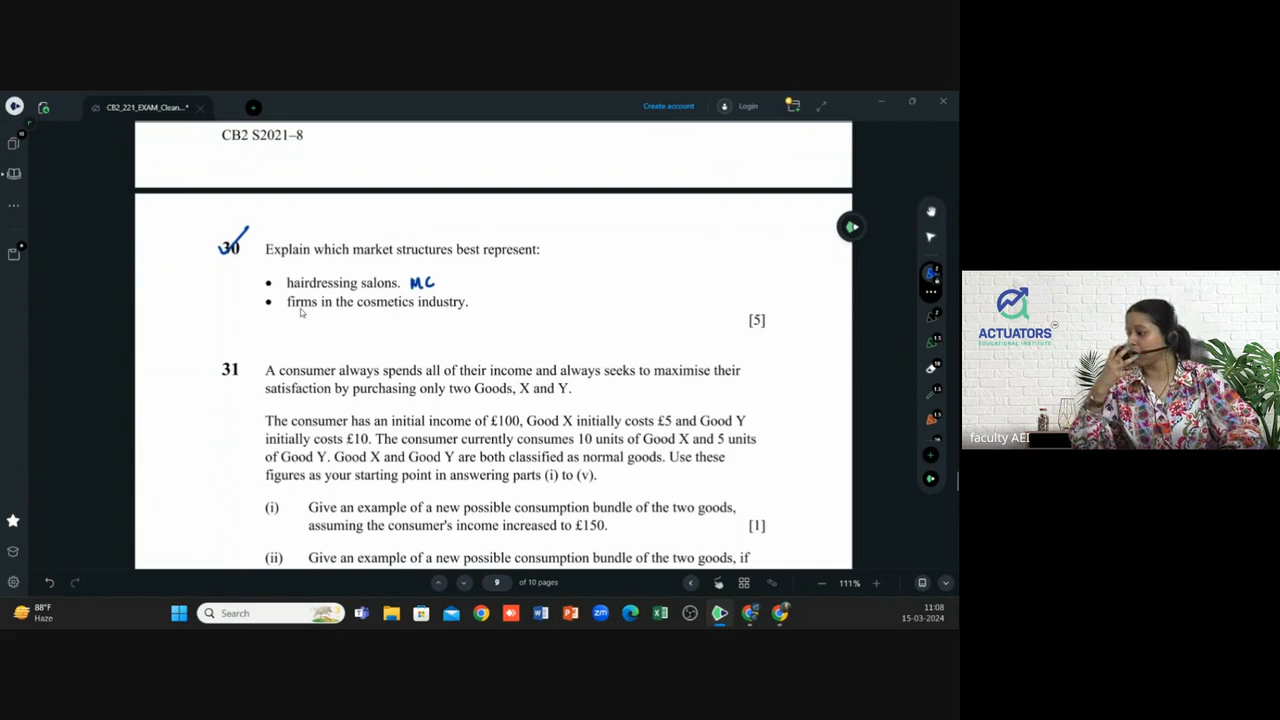 CB2_221_EXAM_Clean...*
Create account
Login
CB2 S2021–8
30 Explain which market structures best represent:
• hairdressing salons. MC
• firms in the cosmetics industry.
[5]
31 A consumer always spends all of their income and always seeks to maximise their
satisfaction by purchasing only two Goods, X and Y.
The consumer has an initial income of £100, Good X initially costs £5 and Good Y
initially costs £10. The consumer currently consumes 10 units of Good X and 5 units
of Good Y. Good X and Good Y are both classified as normal goods. Use these
figures as your starting point in answering parts (i) to (v).
(i) Give an example of a new possible consumption bundle of the two goods,
assuming the consumer's income increased to £150. [1]
(ii) Give an example of a new possible consumption bundle of the two goods, if
9 of 10 pages
111%
ACTUATORS
EDUCATIONAL INSTITUTE
faculty AEI
88°F
Haze
Search
zm
11:08
15-03-2024